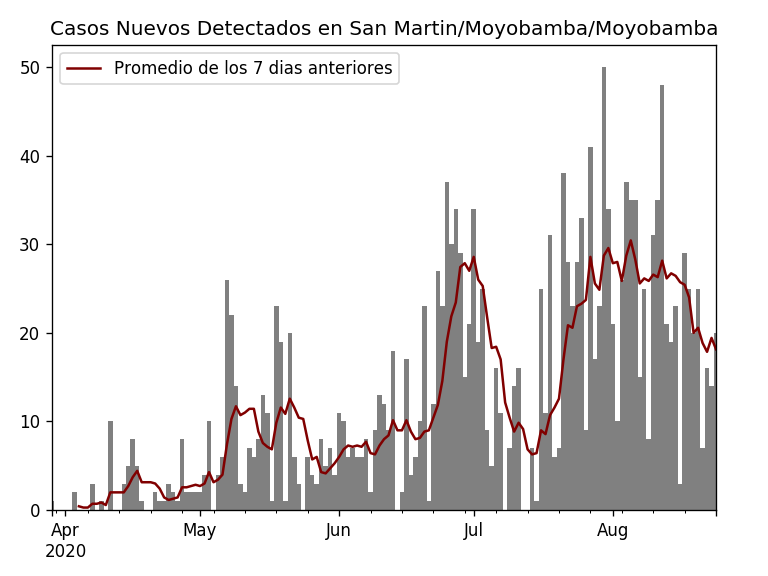 Casos Nuevos Detectados en San Martin/Moyobamba/Moyobamba
Promedio de los 7 dias anteriores
50
40
30
20
10
0
Apr May Jun Jul Aug
2020